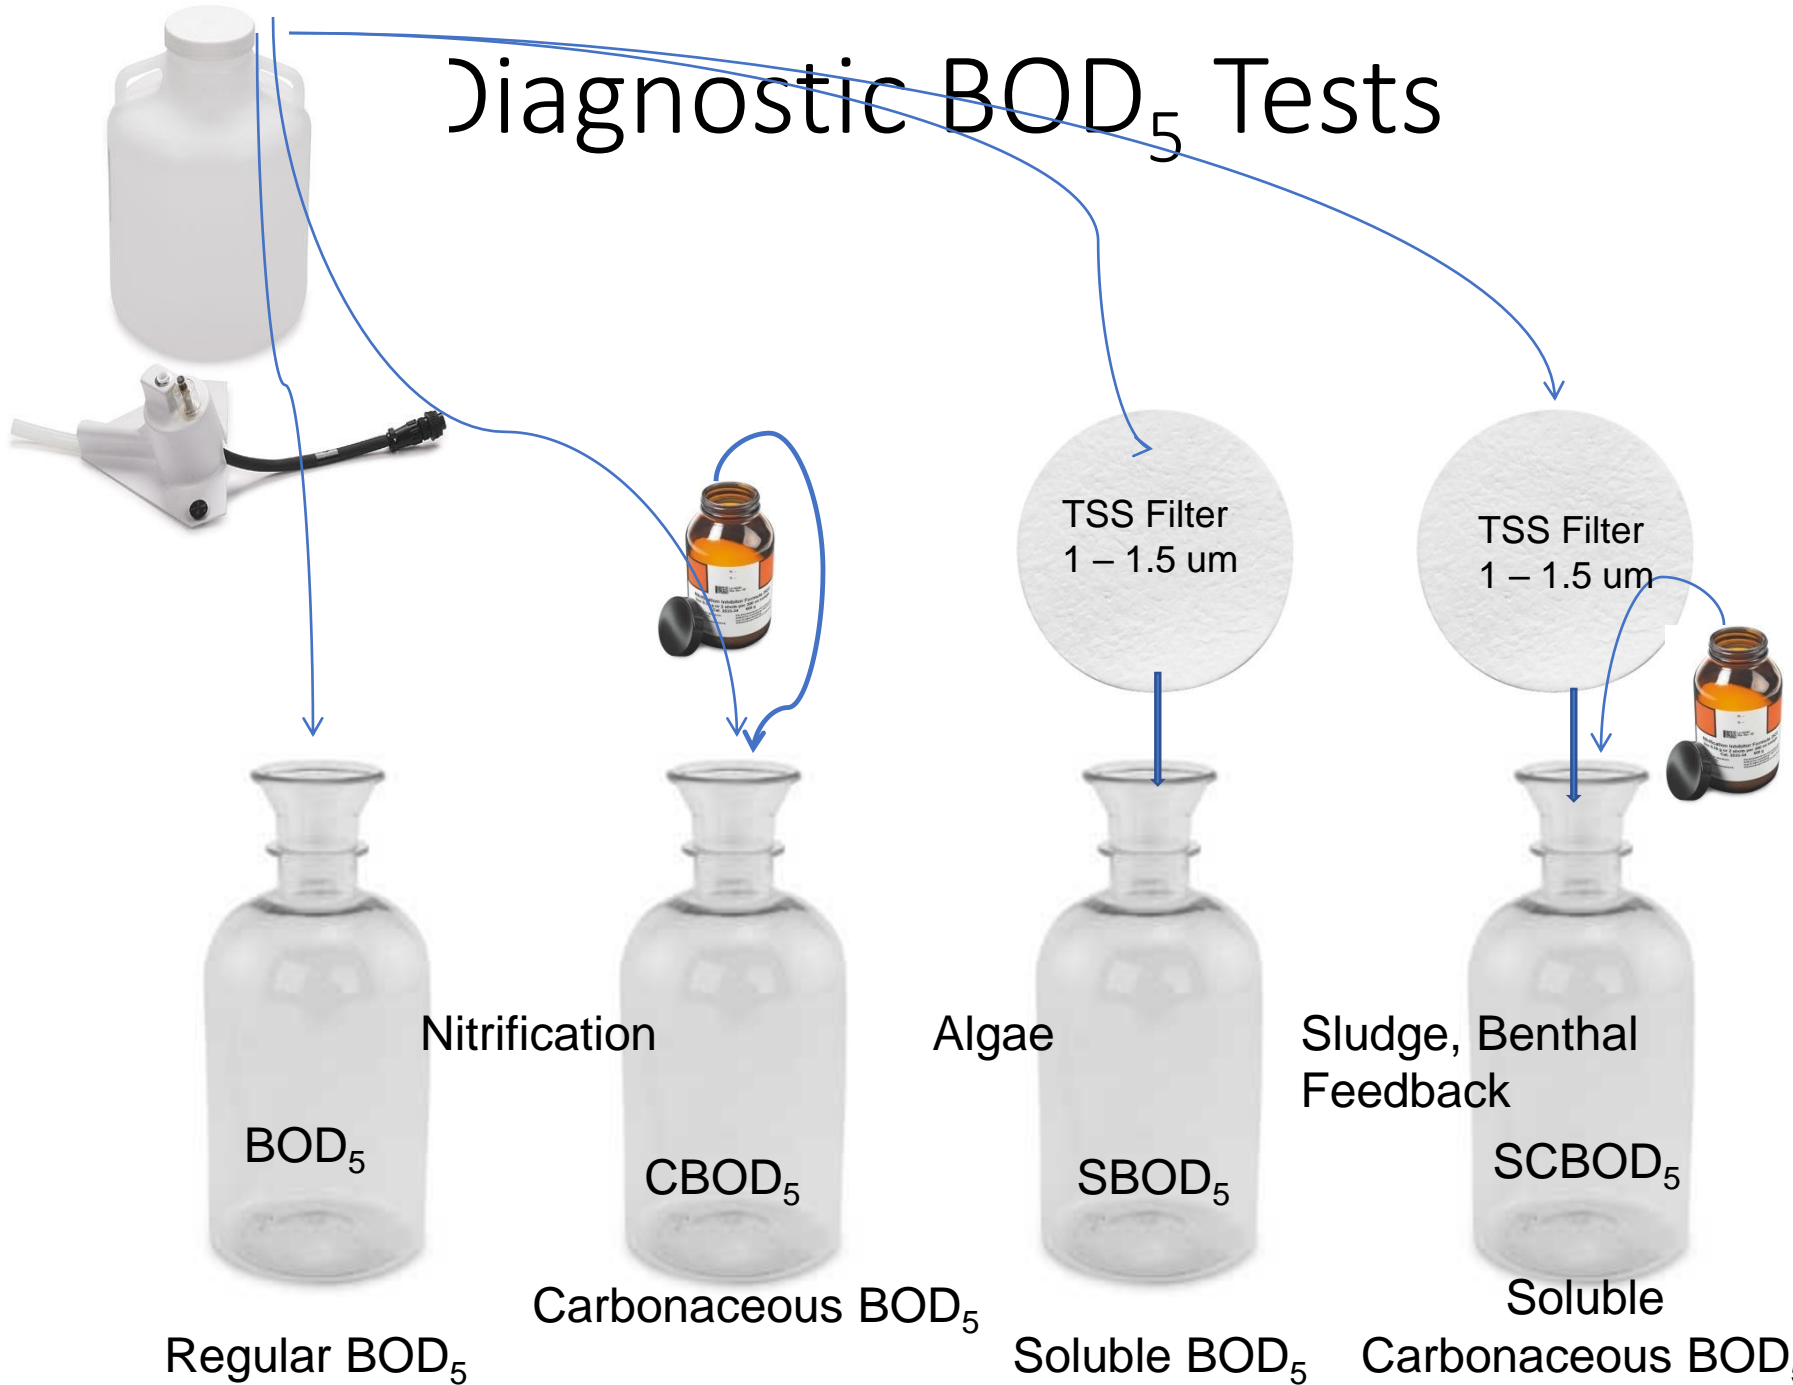 Diagnostic BOD5 Tests
TSS Filter
1 – 1.5 um
TSS Filter
1 – 1.5 um
Nitrification
Algae
Sludge, Benthal
Feedback
BOD5
CBOD5
SBOD5
SCBOD5
Regular BOD5
Carbonaceous BOD5
Soluble BOD5
Soluble
Carbonaceous BOD5